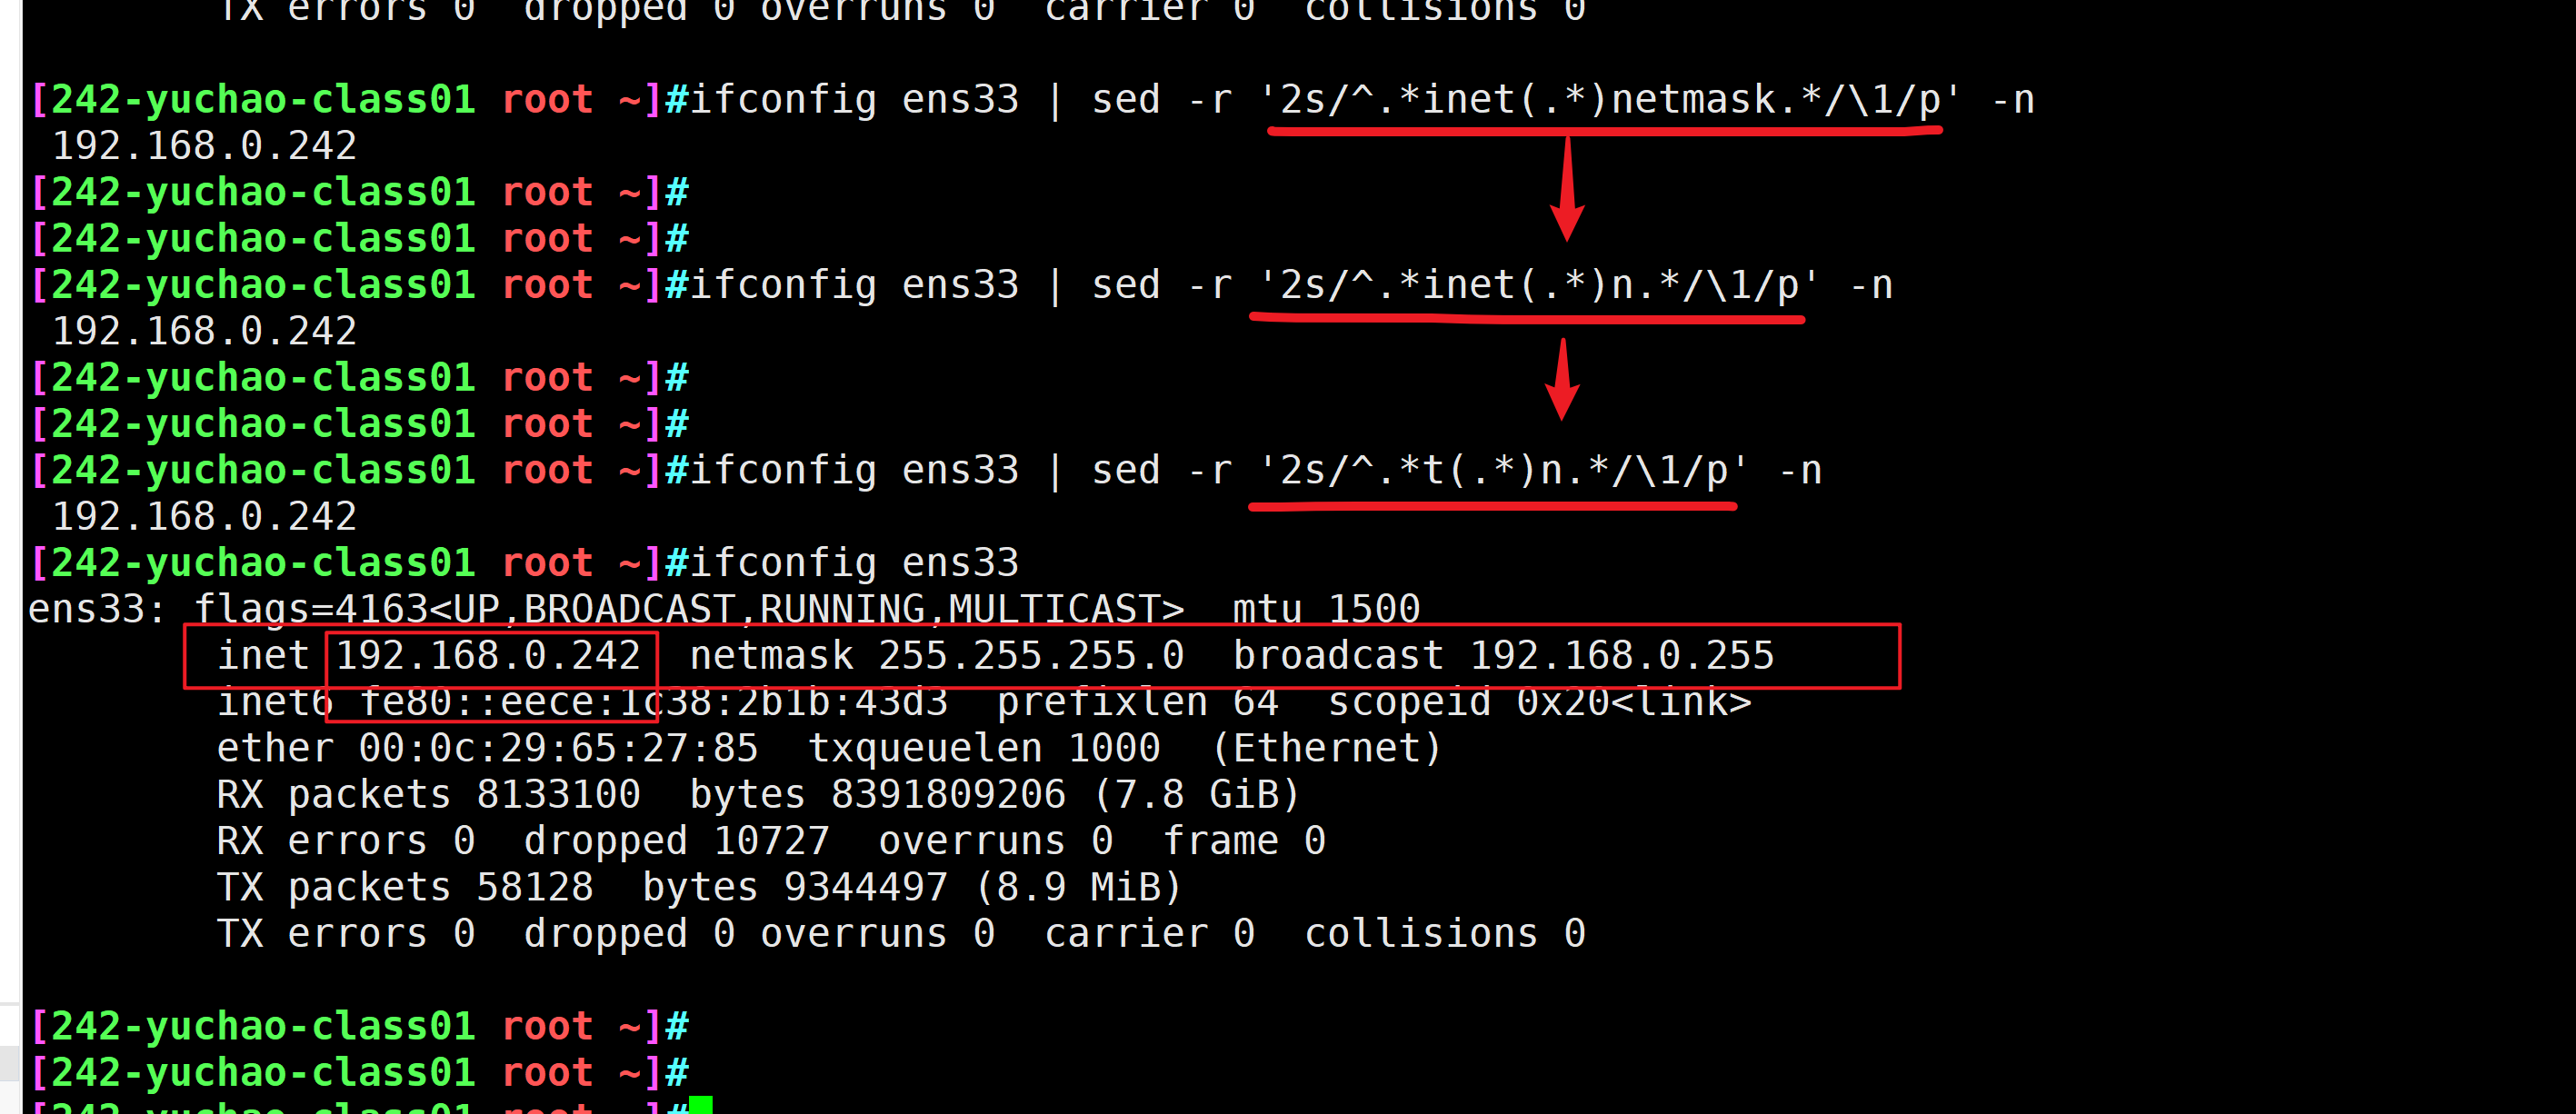 TX errors 0  dropped 0 overruns 0  carrier 0  collisions 0
[242-yuchao-class01 root ~]#ifconfig ens33 | sed -r '2s/^.*inet(.*)netmask.*/\1/p' -n
192.168.0.242
[242-yuchao-class01 root ~]#
[242-yuchao-class01 root ~]#
[242-yuchao-class01 root ~]#ifconfig ens33 | sed -r '2s/^.*inet(.*)n.*/\1/p' -n
192.168.0.242
[242-yuchao-class01 root ~]#
[242-yuchao-class01 root ~]#
[242-yuchao-class01 root ~]#ifconfig ens33 | sed -r '2s/^.*t(.*)n.*/\1/p' -n
192.168.0.242
[242-yuchao-class01 root ~]#ifconfig ens33
ens33: flags=4163<UP,BROADCAST,RUNNING,MULTICAST>  mtu 1500
inet 192.168.0.242  netmask 255.255.255.0  broadcast 192.168.0.255
inet6 fe80::eece:1c38:2b1b:43d3  prefixlen 64  scopeid 0x20<link>
ether 00:0c:29:65:27:85  txqueuelen 1000  (Ethernet)
RX packets 8133100  bytes 8391809206 (7.8 GiB)
RX errors 0  dropped 10727  overruns 0  frame 0
TX packets 58128  bytes 9344497 (8.9 MiB)
TX errors 0  dropped 0 overruns 0  carrier 0  collisions 0
[242-yuchao-class01 root ~]#
[242-yuchao-class01 root ~]#
[242-yuchao-class01 root ~]#